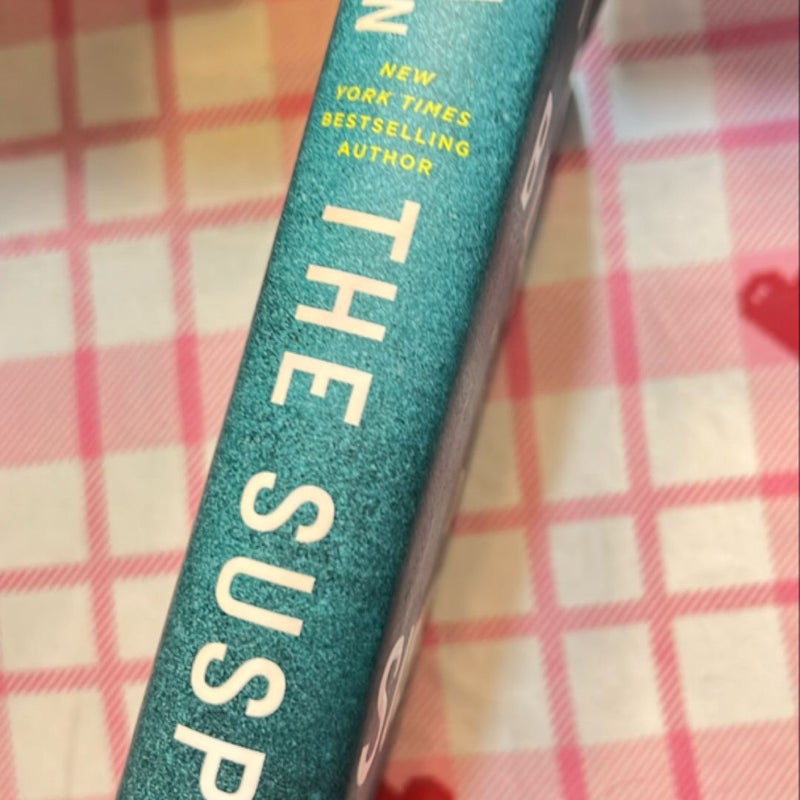 N
NEW
YORK TIMES
BESTSELLING
AUTHOR
THE SUSP